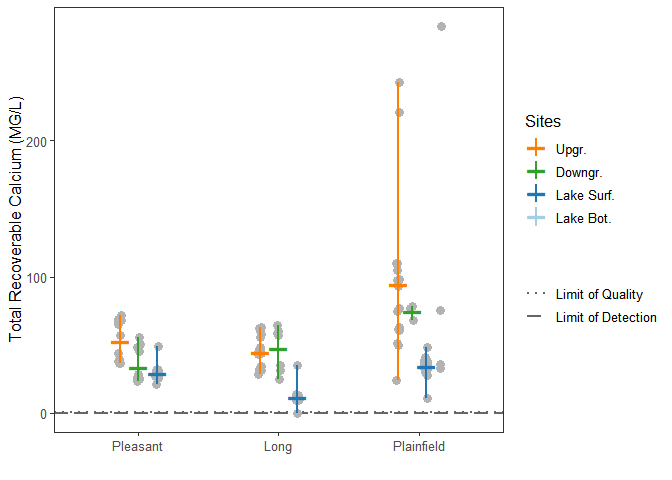 Total Recoverable Calcium (MG/L)
200
100
0
Pleasant Long Plainfield
Sites
Upgr.
Downgr.
Lake Surf.
Lake Bot.
Limit of Quality
Limit of Detection